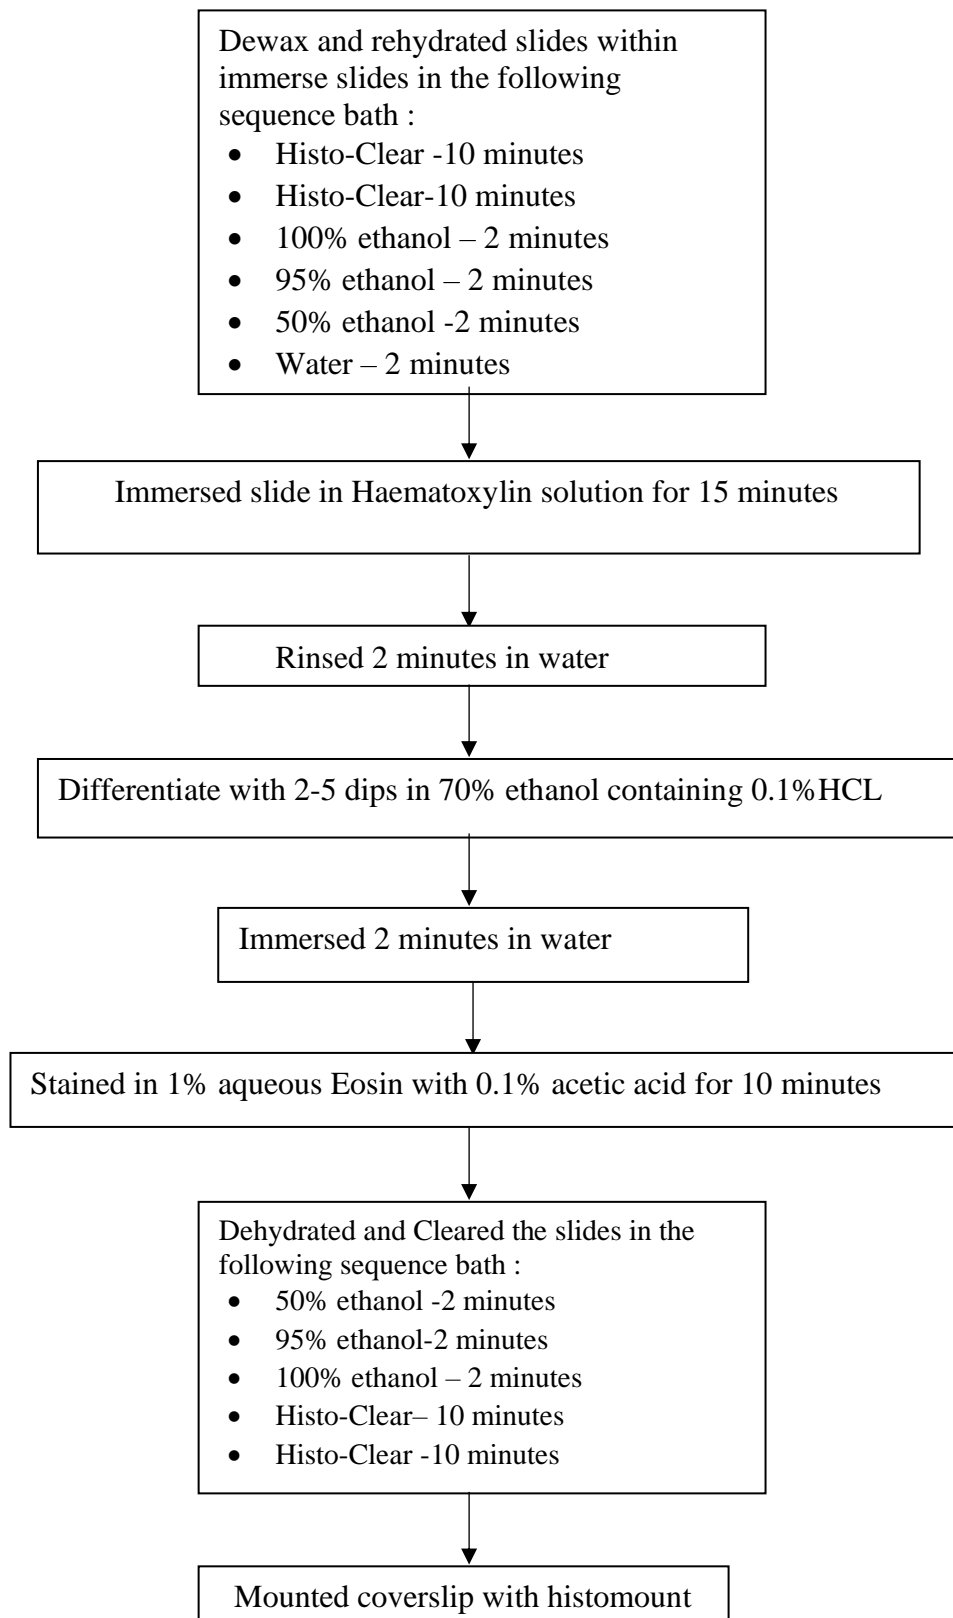 Dewax and rehydrated slides within
immerse slides in the following
sequence bath :
• Histo-Clear -10 minutes
• Histo-Clear-10 minutes
• 100% ethanol – 2 minutes
• 95% ethanol – 2 minutes
• 50% ethanol -2 minutes
• Water – 2 minutes
Immersed slide in Haematoxylin solution for 15 minutes
Rinsed 2 minutes in water
Differentiate with 2-5 dips in 70% ethanol containing 0.1%HCL
Immersed 2 minutes in water
Stained in 1% aqueous Eosin with 0.1% acetic acid for 10 minutes
Dehydrated and Cleared the slides in the
following sequence bath :
• 50% ethanol -2 minutes
• 95% ethanol-2 minutes
• 100% ethanol – 2 minutes
• Histo-Clear– 10 minutes
• Histo-Clear -10 minutes
Mounted coverslip with histomount